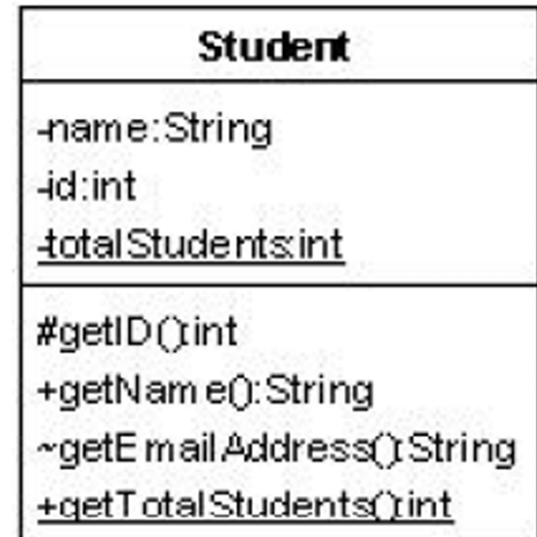 Student
-name:String
-id:int
-totalStudents:int
#getID():int
+getName():String
~getEmailAddress():String
+getTotalStudents():int